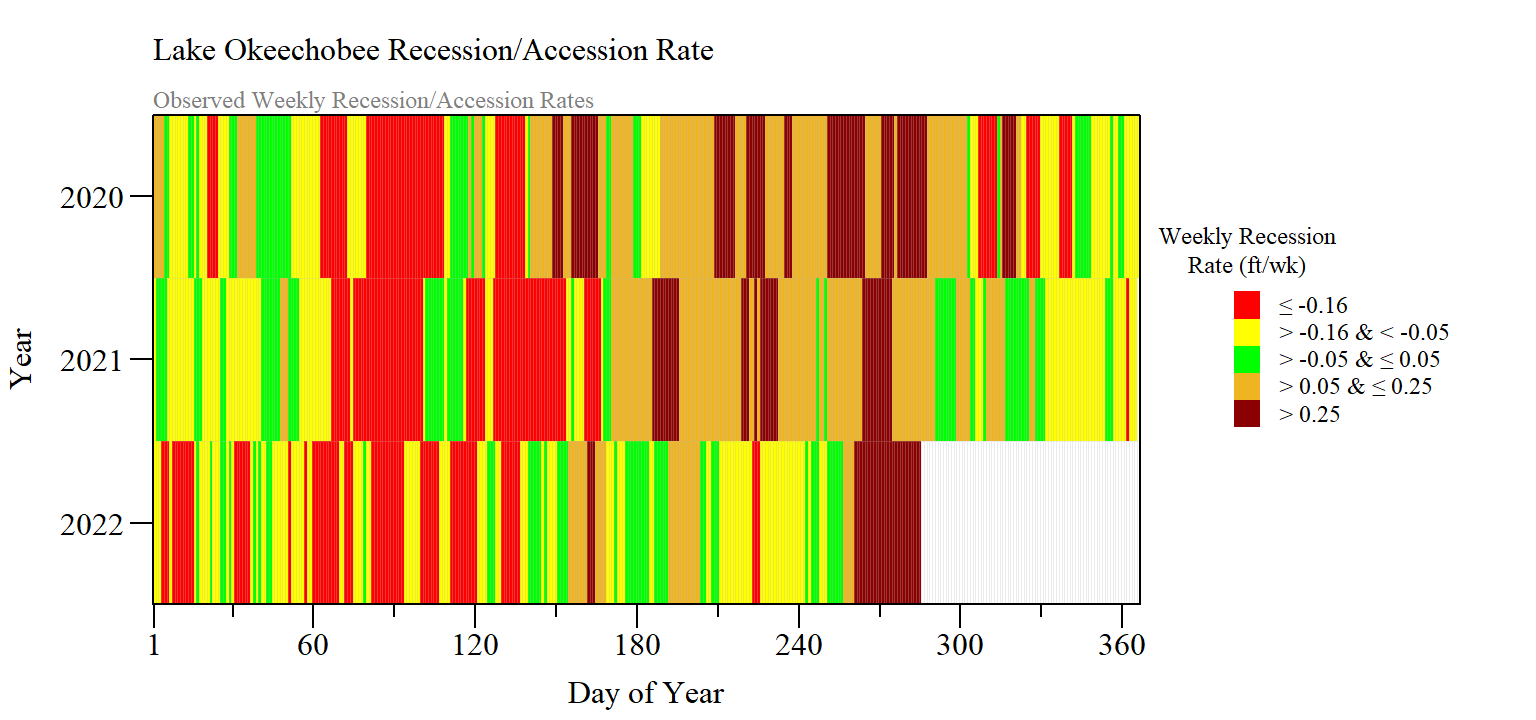 Lake Okeechobee Recession/Accession Rate
Observed Weekly Recession/Accession Rates
Year
2020
2021
2022
1 60 120 180 240 300 360
Day of Year
Weekly Recession
Rate (ft/wk)
≤ -0.16
> -0.16 & < -0.05
> -0.05 & ≤ 0.05
> 0.05 & ≤ 0.25
> 0.25